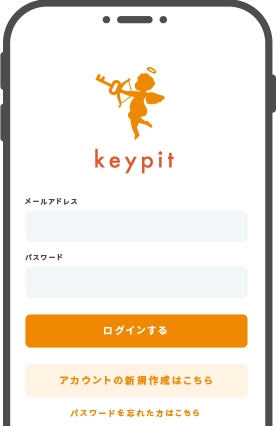 keypit
メールアドレス
パスワード
ログインする
アカウントの新規作成はこちら
パスワードを忘れた方はこちら